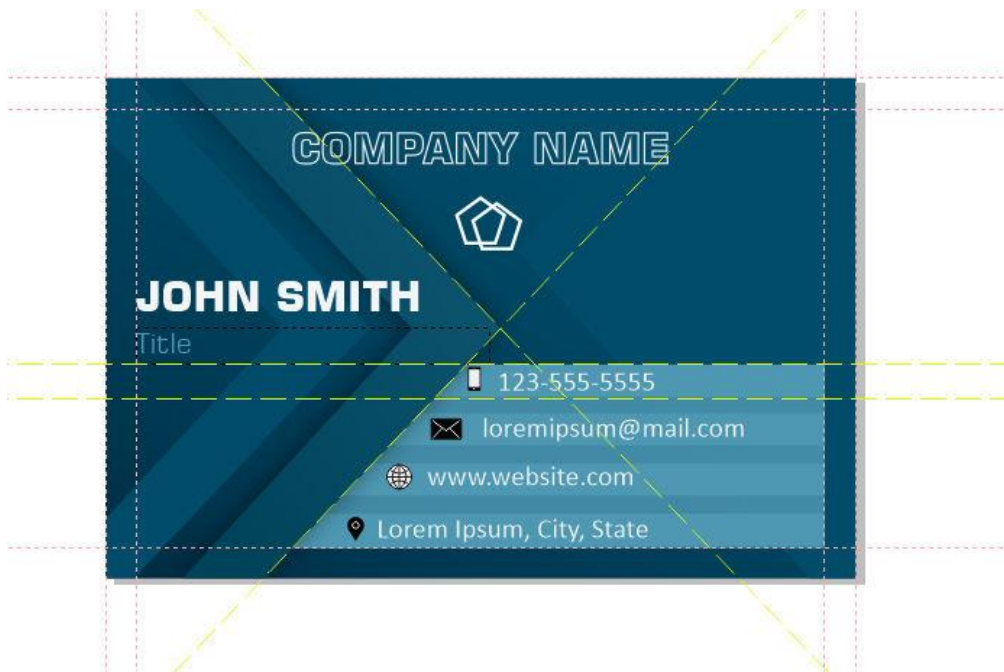 COMPANY NAME
JOHN SMITH
Title
123-555-5555
loremipsum@mail.com
www.website.com
Lorem Ipsum, City, State